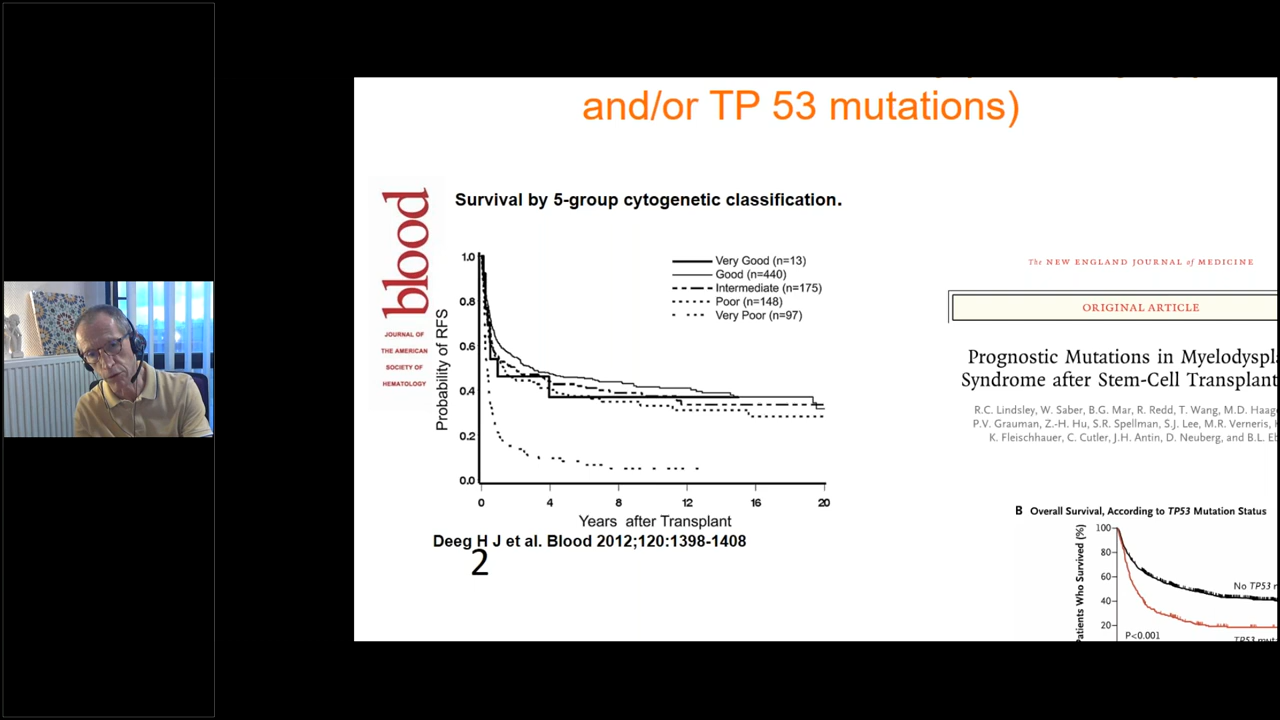 and/or TP 53 mutations)
blood
JOURNAL OF
THE AMERICAN
SOCIETY OF
HEMATOLOGY
Survival by 5-group cytogenetic classification.
Very Good (n=13)
Good (n=440)
Intermediate (n=175)
Poor (n=148)
Very Poor (n=97)
Probability of RFS
1.0
0.8
0.6
0.4
0.2
0.0
0 4 8 12 16 20
Years after Transplant
Deeg H J et al. Blood 2012;120:1398-1408
2
The NEW ENGLAND JOURNAL of MEDICINE
ORIGINAL ARTICLE
Prognostic Mutations in Myelodyspl
Syndrome after Stem-Cell Transplant
R.C. Lindsley, W. Saber, B.G. Mar, R. Redd, T. Wang, M.D. Haag
P.V. Grauman, Z.-H. Hu, S.R. Spellman, S.J. Lee, M.R. Verneris,
K. Fleischhauer, C. Cutler, J.H. Antin, D. Neuberg, and B.L. Eb
B Overall Survival, According to TP53 Mutation Status
Patients Who Survived (%)
100
80
60
40
20
No TP53
P<0.001
TP53 mut